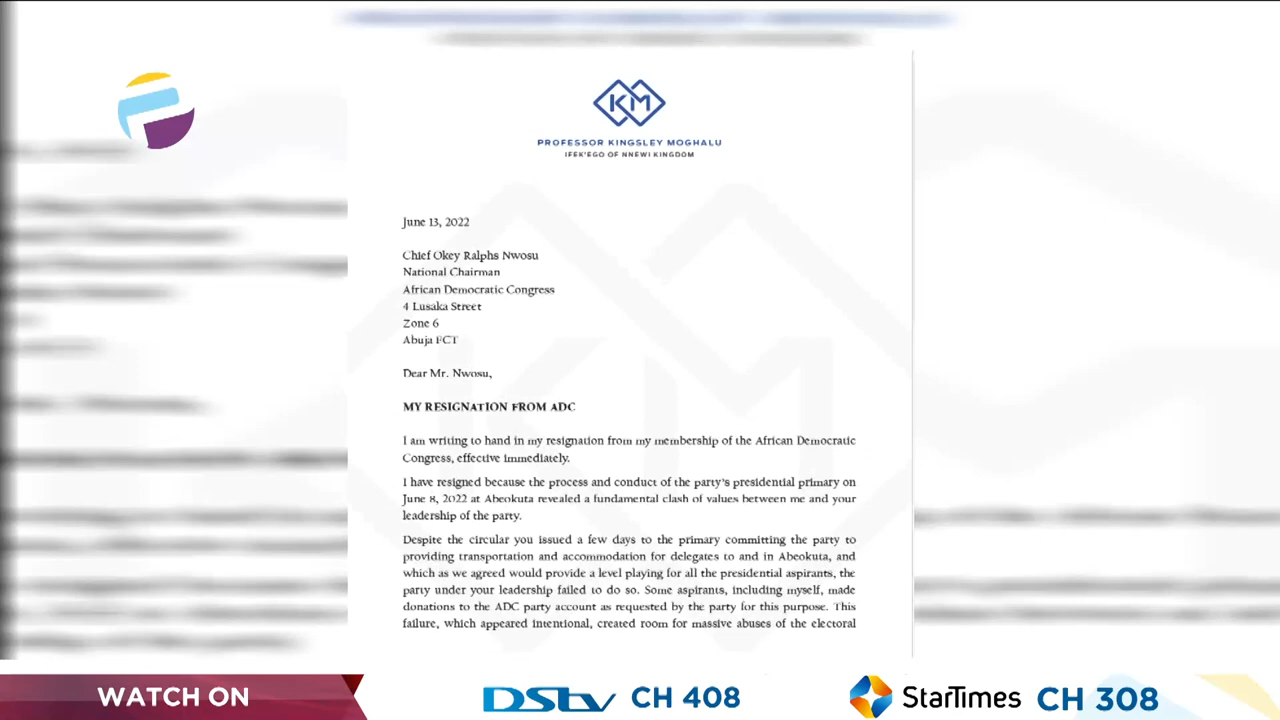 KM
PROFESSOR KINGSLEY MOGHALU
IFEK'EGO OF NNEWI KINGDOM
June 13, 2022
Chief Okey Ralphs Nwosu
National Chairman
African Democratic Congress
4 Lusaka Street
Zone 6
Abuja FCT
Dear Mr. Nwosu,
MY RESIGNATION FROM ADC
I am writing to hand in my resignation from my membership of the African Democratic
Congress, effective immediately.
I have resigned because the process and conduct of the party's presidential primary on
June 8, 2022 at Abeokuta revealed a fundamental clash of values between me and your
leadership of the party.
Despite the circular you issued a few days to the primary committing the party to
providing transportation and accommodation for delegates to and in Abeokuta, and
which as we agreed would provide a level playing for all the presidential aspirants, the
party under your leadership failed to do so. Some aspirants, including myself, made
donations to the ADC party account as requested by the party for this purpose. This
failure, which appeared intentional, created room for massive abuses of the electoral
WATCH ON
DStv CH 408
StarTimes CH 308